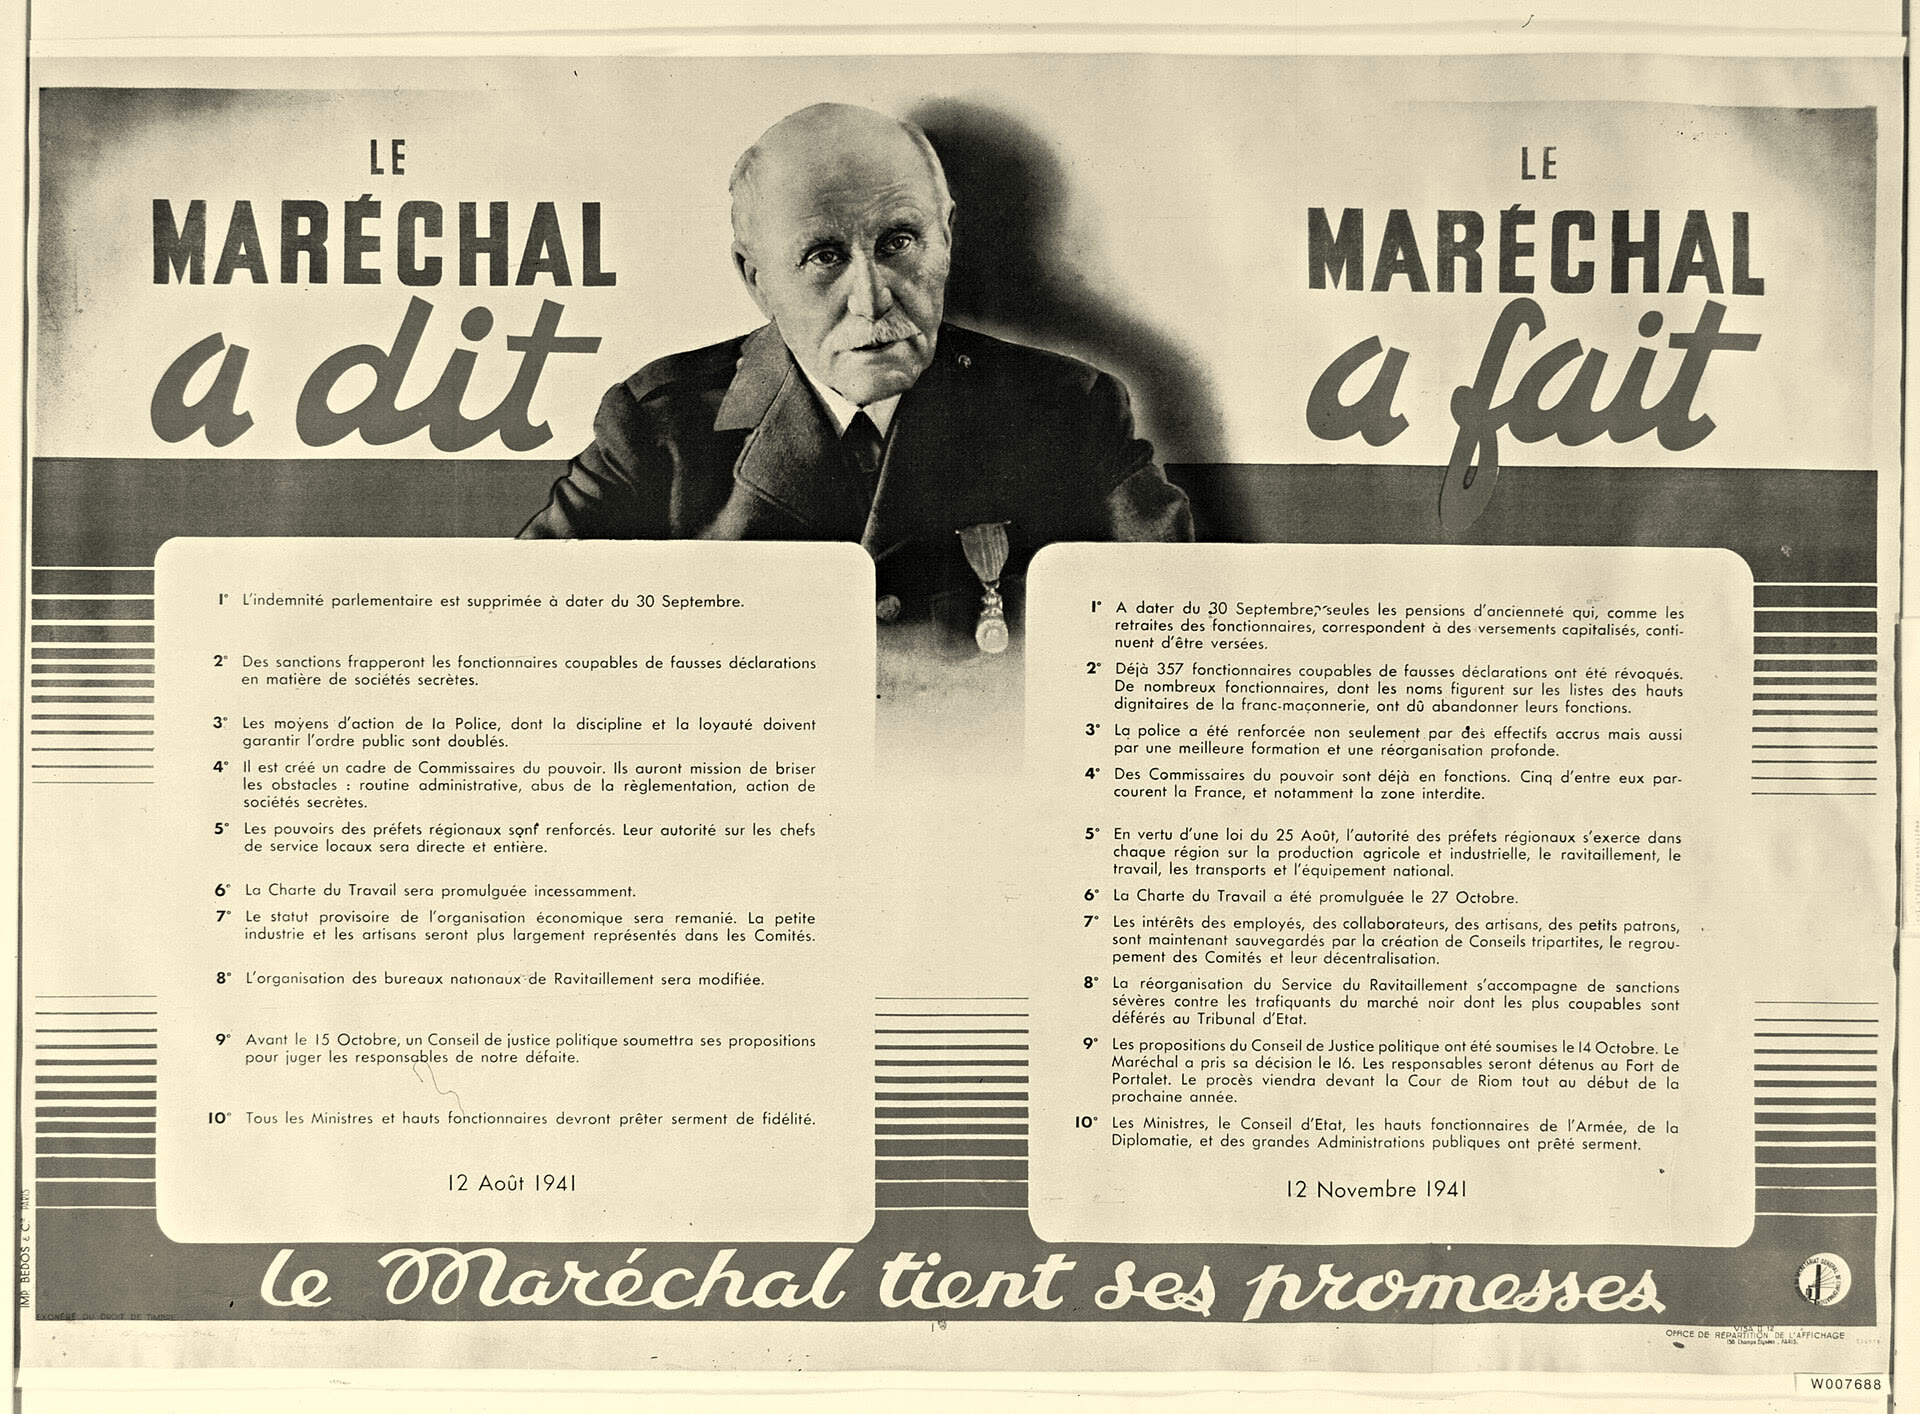 LE
MARÉCHAL
a dit
LE
MARÉCHAL
a fait
1° L'indemnité parlementaire est supprimée à dater du 30 Septembre.
2° Des sanctions frapperont les fonctionnaires coupables de fausses déclarations
en matière de sociétés secrètes.
3° Les moyens d'action de la Police, dont la discipline et la loyauté doivent
garantir l'ordre public sont doublés.
4° Il est créé un cadre de Commissaires du pouvoir. Ils auront mission de briser
les obstacles : routine administrative, abus de la règlementation, action de
sociétés secrètes.
5° Les pouvoirs des préfets régionaux sont renforcés. Leur autorité sur les chefs
de service locaux sera directe et entière.
6° La Charte du Travail sera promulguée incessamment.
7° Le statut provisoire de l'organisation économique sera remanié. La petite
industrie et les artisans seront plus largement représentés dans les Comités.
8° L'organisation des bureaux nationaux de Ravitaillement sera modifiée.
9° Avant le 15 Octobre, un Conseil de justice politique soumettra ses propositions
pour juger les responsables de notre défaite.
10° Tous les Ministres et hauts fonctionnaires devront prêter serment de fidélité.
12 Août 1941
1° A dater du 30 Septembre, seules les pensions d'ancienneté qui, comme les
retraites des fonctionnaires, correspondent à des versements capitalisés, conti-
nuent d'être versées.
2° Déjà 357 fonctionnaires coupables de fausses déclarations ont été révoqués.
De nombreux fonctionnaires, dont les noms figurent sur les listes des hauts
dignitaires de la franc-maçonnerie, ont dû abandonner leurs fonctions.
3° La police a été renforcée non seulement par des effectifs accrus mais aussi
par une meilleure formation et une réorganisation profonde.
4° Des Commissaires du pouvoir sont déjà en fonctions. Cinq d'entre eux par-
courent la France, et notamment la zone interdite.
5° En vertu d'une loi du 25 Août, l'autorité des préfets régionaux s'exerce dans
chaque région sur la production agricole et industrielle, le ravitaillement, le
travail, les transports et l'équipement national.
6° La Charte du Travail a été promulguée le 27 Octobre.
7° Les intérêts des employés, des collaborateurs, des artisans, des petits patrons,
sont maintenant sauvegardés par la création de Conseils tripartites, le regrou-
pement des Comités et leur décentralisation.
8° La réorganisation du Service du Ravitaillement s'accompagne de sanctions
sévères contre les trafiquants du marché noir dont les plus coupables sont
déférés au Tribunal d'Etat.
9° Les propositions du Conseil de Justice politique ont été soumises le 14 Octobre. Le
Maréchal a pris sa décision le 16. Les responsables seront détenus au Fort de
Portalet. Le procès viendra devant la Cour de Riom tout au début de la
prochaine année.
10° Les Ministres, le Conseil d'Etat, les hauts fonctionnaires de l'Armée, de la
Diplomatie, et des grandes Administrations publiques ont prêté serment.
12 Novembre 1941
le Maréchal tient ses promesses
IMP. BEDOS & Cie PARIS
EXONÉRÉ DU DROIT DE TIMBRE
VISA II 12
OFFICE DE RÉPARTITION DE L'AFFICHAGE
W007688